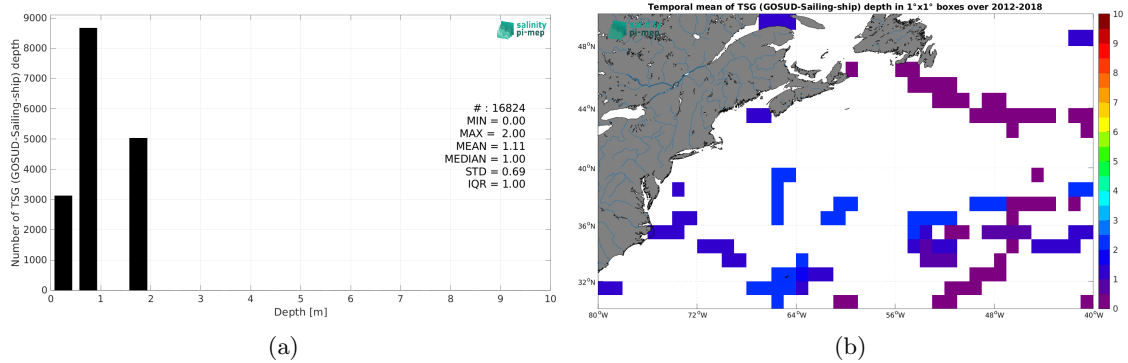 9000
8000
7000
6000
5000
4000
3000
2000
1000
0
Number of TSG (GOSUD-Sailing-ship) depth
salinity
pi-mep
# : 16824
MIN = 0.00
MAX = 2.00
MEAN = 1.11
MEDIAN = 1.00
STD = 0.69
IQR = 1.00
0 1 2 3 4 5 6 7 8 9 10
Depth [m]
(a)
Temporal mean of TSG (GOSUD-Sailing-ship) depth in 1°x1° boxes over 2012-2018
salinity
pi-mep
48°N
44°N
40°N
36°N
32°N
80°W 72°W 64°W 56°W 48°W 40°W
10
9
8
7
6
5
4
3
2
1
0
(b)